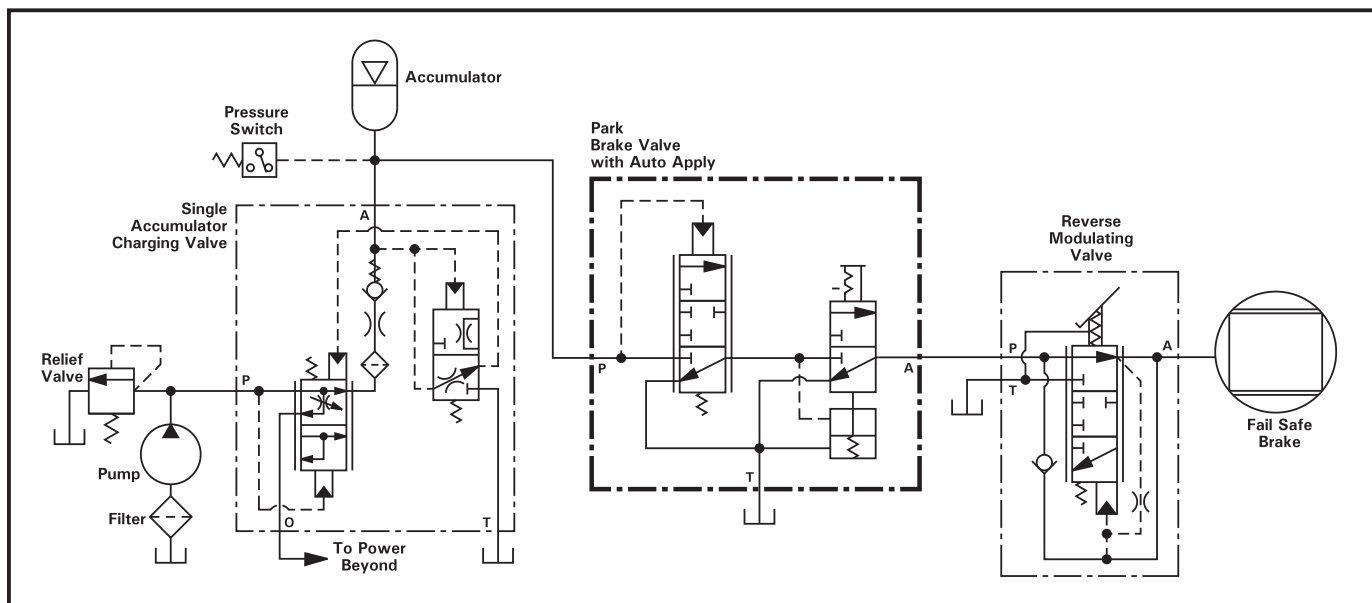 Accumulator
Pressure
Switch
Park
Brake Valve
with Auto Apply
Single
Accumulator
Charging Valve
A
Reverse
Modulating
Valve
Relief
Valve
P
P
A
P
A
T
Fail Safe
Brake
Pump
T
Filter
O
T
To Power
Beyond